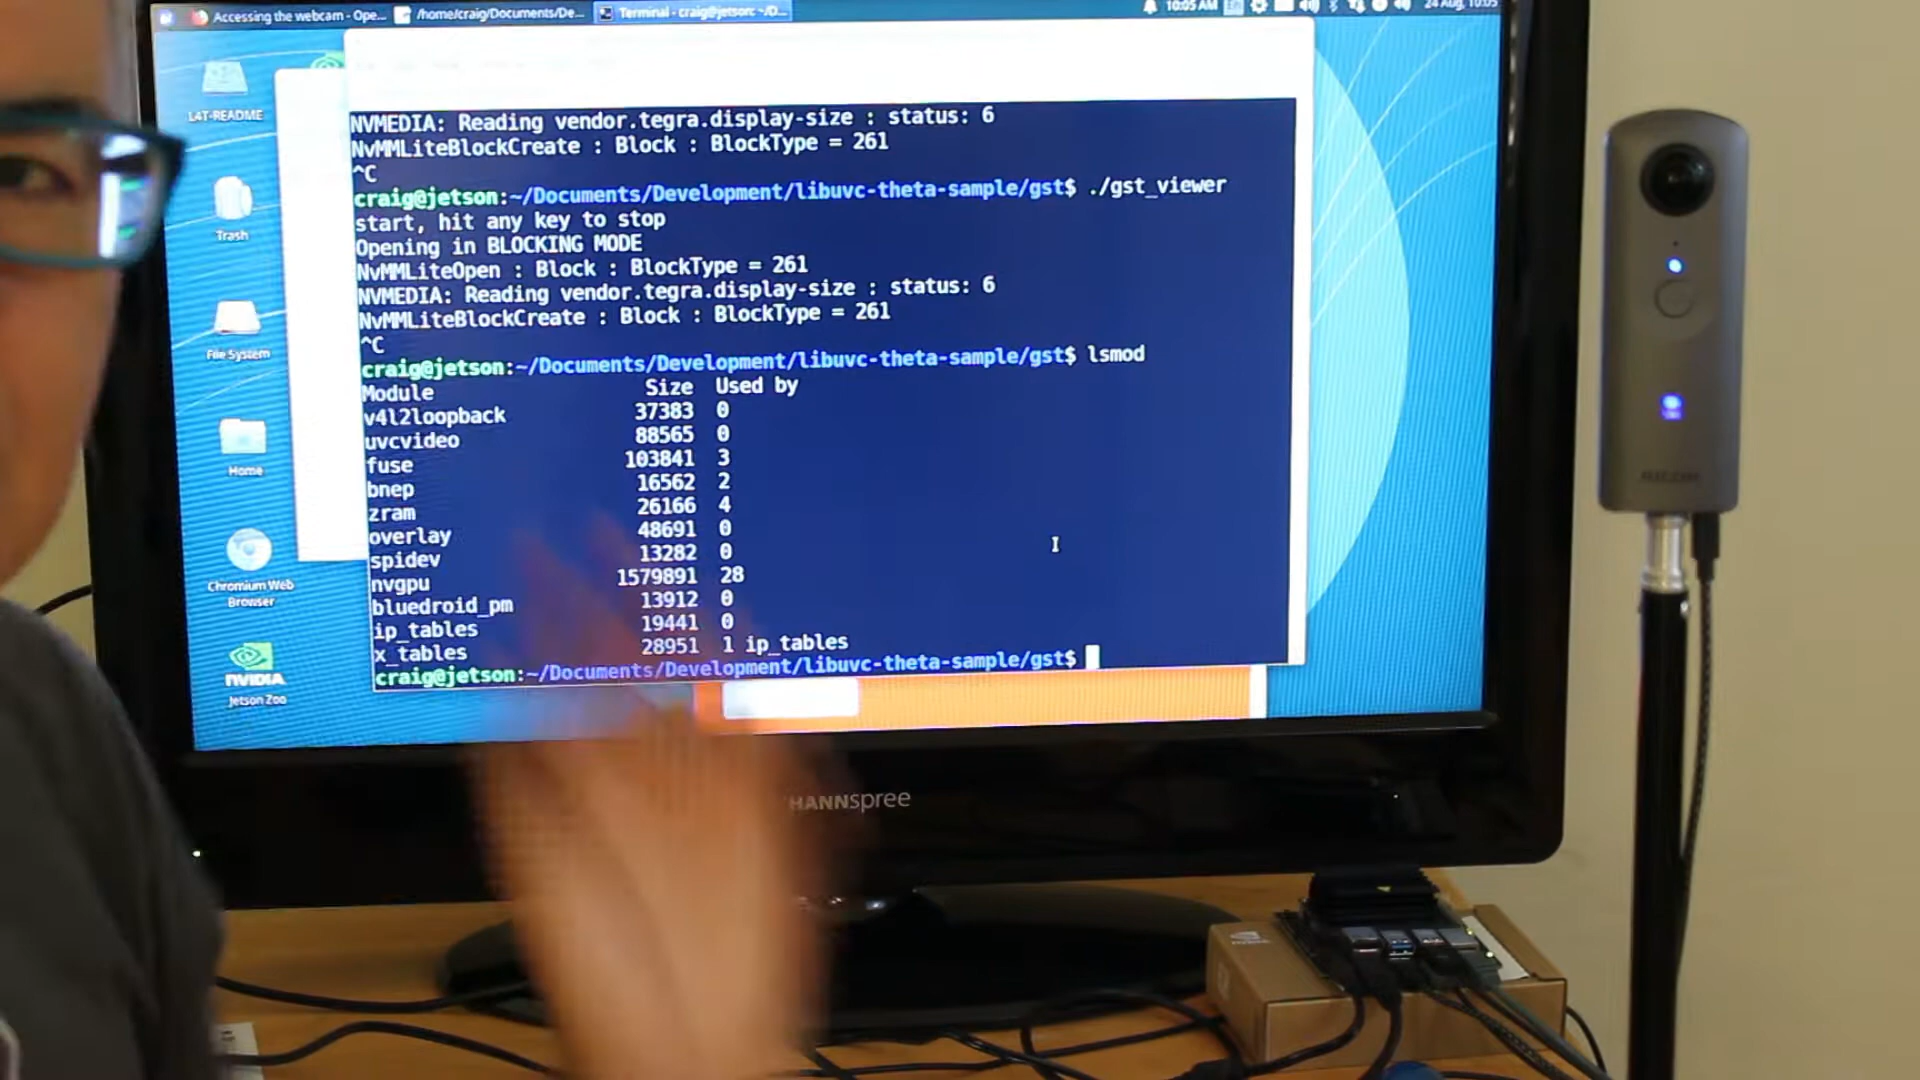 Accessing the webcam - Ope...
/home/craig/Documents/De...
Terminal - craig@jetson: ~/D...
10:05 AM
24 Aug, 10:05
L4T-README
Trash
File System
Home
Chromium Web
Browser
NVIDIA
Jetson Zoo
NVMEDIA: Reading vendor.tegra.display-size : status: 6
NvMMLiteBlockCreate : Block : BlockType = 261
^C
craig@jetson:~/Documents/Development/libuvc-theta-sample/gst$ ./gst_viewer
start, hit any key to stop
Opening in BLOCKING MODE
NvMMLiteOpen : Block : BlockType = 261
NVMEDIA: Reading vendor.tegra.display-size : status: 6
NvMMLiteBlockCreate : Block : BlockType = 261
^C
craig@jetson:~/Documents/Development/libuvc-theta-sample/gst$ lsmod
Module Size Used by
v4l2loopback 37383 0
uvcvideo 88565 0
fuse 103841 3
bnep 16562 2
zram 26166 4
overlay 48691 0
spidev 13282 0
nvgpu 1579891 28
bluedroid_pm 13912 0
ip_tables 19441 0
x_tables 28951 1 ip_tables
craig@jetson:~/Documents/Development/libuvc-theta-sample/gst$
HANNspree
RICOH